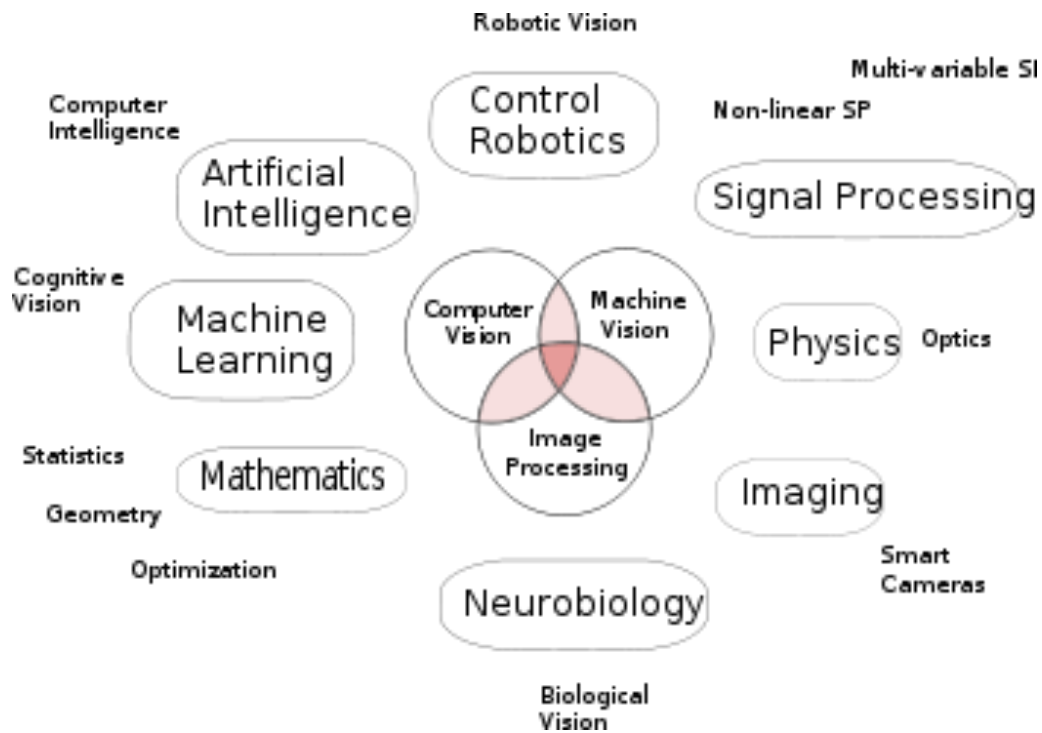 Robotic Vision
Multi-variable SI
Non-linear SP
Computer
Intelligence
Control
Robotics
Artificial
Intelligence
Signal Processing
Cognitive
Vision
Machine
Learning
Computer
Vision
Machine
Vision
Physics
Optics
Image
Processing
Statistics
Mathematics
Geometry
Optimization
Imaging
Smart
Cameras
Neurobiology
Biological
Vision